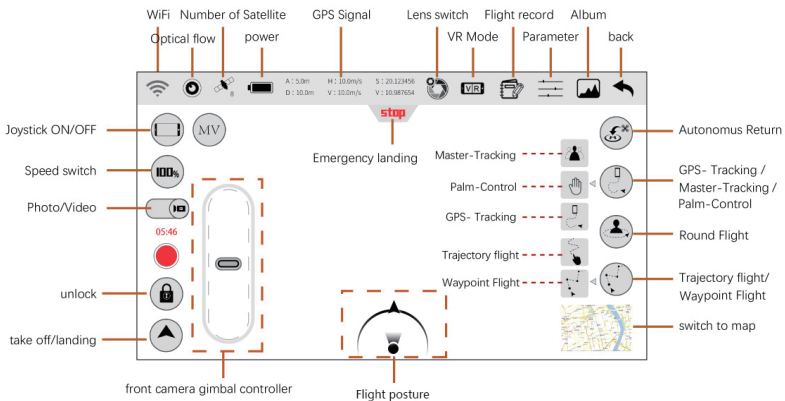 WiFi Number of Satellite GPS Signal Lens switch Flight record Album
Optical flow power VR Mode Parameter back
8
A : 5.0m H : 10.0m/s S : 20.123456
D : 10.0m V : 10.0m/s V : 10.987654
VR
stop
Joystick ON/OFF
MV
Emergency landing
Autonomus Return
Master-Tracking
Speed switch
100%
Palm-Control
GPS- Tracking /
Master-Tracking /
Palm-Control
Photo/Video
GPS- Tracking
05:46
Round Flight
Trajectory flight
unlock
Waypoint Flight
Trajectory flight/
Waypoint Flight
take off/landing
switch to map
front camera gimbal controller
Flight posture